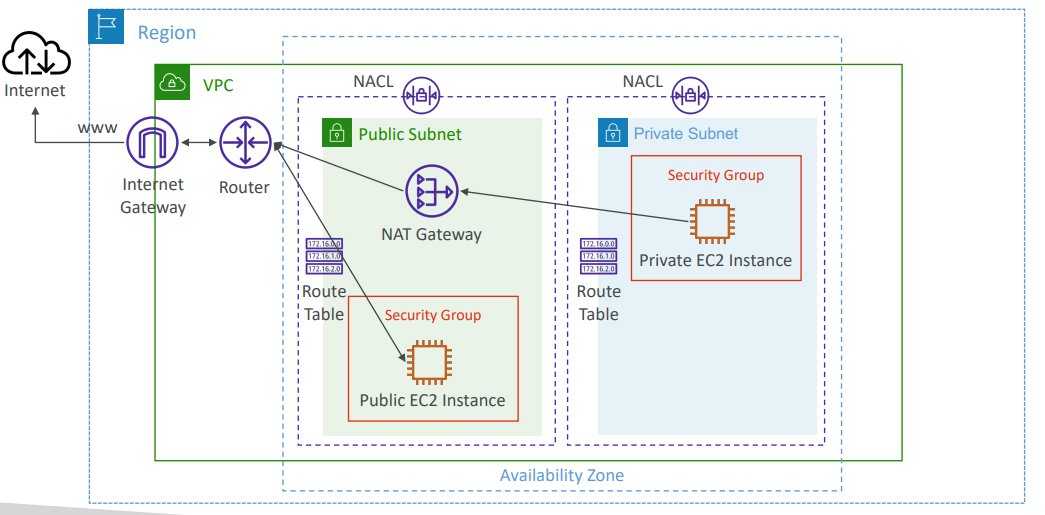 Region
Internet
VPC
NACL
NACL
www
Public Subnet
Private Subnet
Security Group
Internet
Gateway
Router
NAT Gateway
Private EC2 Instance
172.16.0.0
172.16.1.0
172.16.2.0
172.16.0.0
172.16.1.0
172.16.2.0
Route
Table
Route
Table
Security Group
Public EC2 Instance
Availability Zone